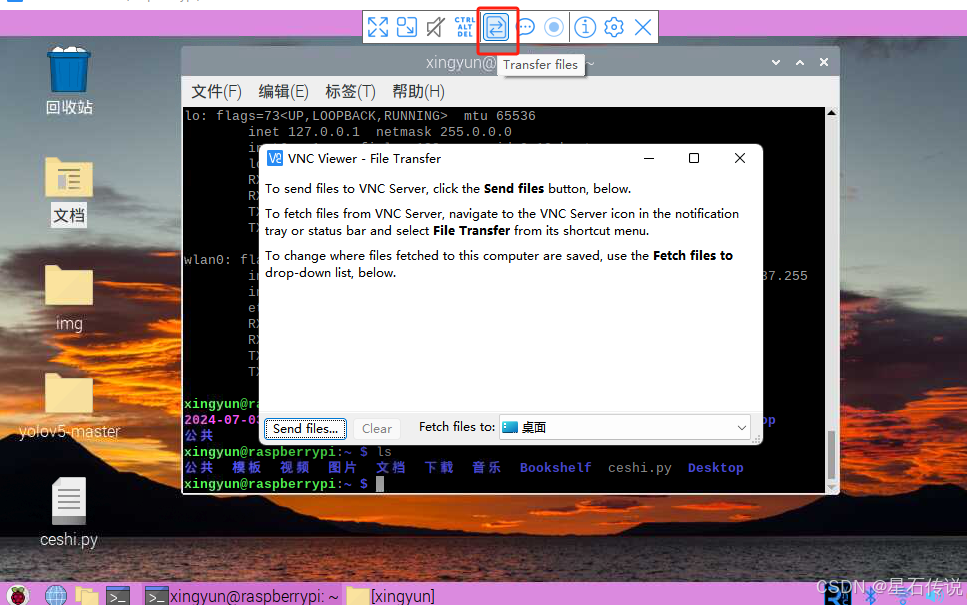 CTRL
ALT
DEL
Transfer files
回收站
xingyun@
~
文件(F) 编辑(E) 标签(T) 帮助(H)
lo: flags=73<UP,LOOPBACK,RUNNING> mtu 65536
inet 127.0.0.1 netmask 255.0.0.0
VNC Viewer - File Transfer
To send files to VNC Server, click the Send files button, below.
To fetch files from VNC Server, navigate to the VNC Server icon in the notification
tray or status bar and select File Transfer from its shortcut menu.
To change where files fetched to this computer are saved, use the Fetch files to
drop-down list, below.
文档
wlan0:
37.255
img
xingyun@
2024-07-0
公共
Send files... Clear Fetch files to: 桌面
yolov5-master
xingyun@raspberrypi:~ $ ls
公共 模板 视频 图片 文档 下载 音乐 Bookshelf ceshi.py Desktop
xingyun@raspberrypi:~ $
ceshi.py
xingyun@raspberrypi: ~ [xingyun]
CSDN @星石传说